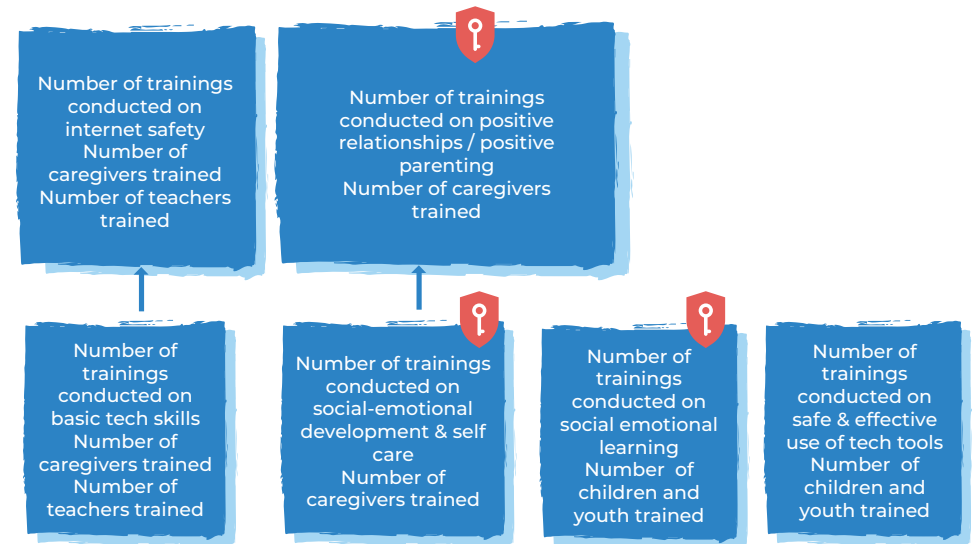 Number of trainings
conducted on
internet safety
Number of
caregivers trained
Number of teachers
trained
Number of trainings
conducted on positive
relationships / positive
parenting
Number of caregivers
trained
Number of
trainings
conducted on
basic tech skills
Number of
caregivers trained
Number of
teachers trained
Number of trainings
conducted on
social-emotional
development & self
care
Number of
caregivers trained
Number of
trainings
conducted on
social emotional
learning
Number of
children and
youth trained
Number of
trainings
conducted on
safe & effective
use of tech tools
Number of
children and
youth trained